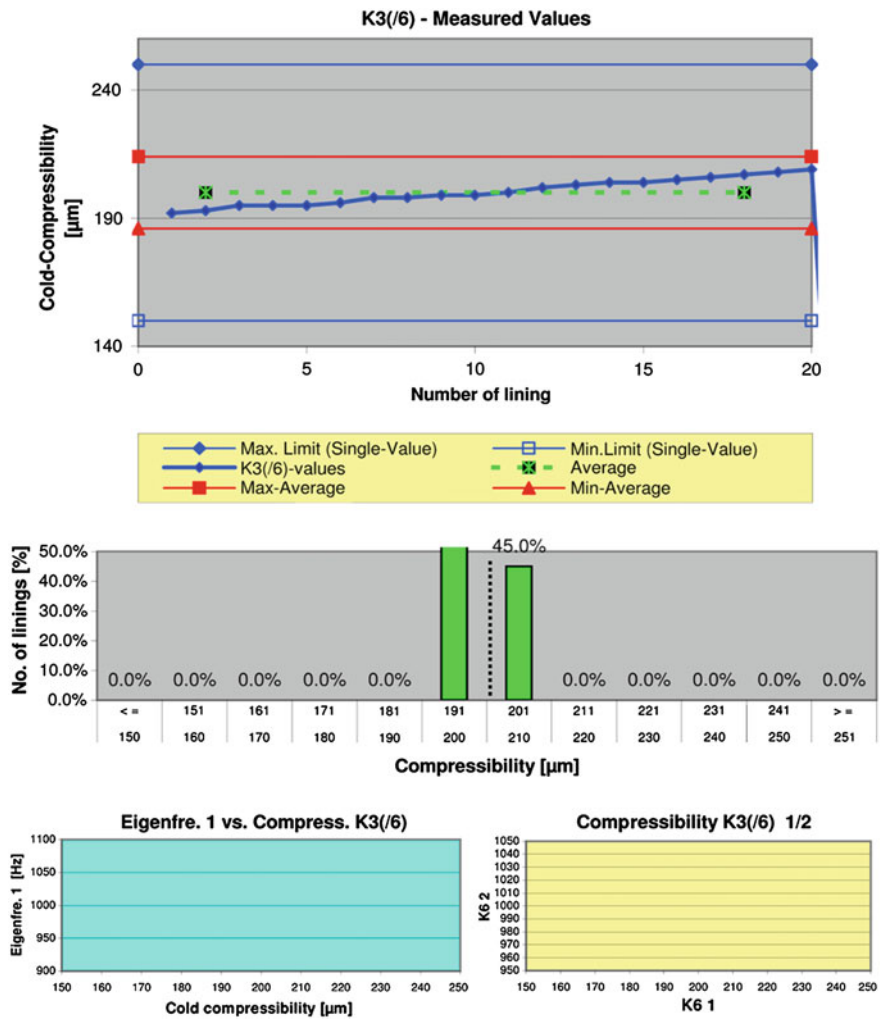 K3(/6) - Measured Values
Cold-Compressibility
[µm]
240
190
140
0 5 10 15 20
Number of lining
Max. Limit (Single-Value) Min.Limit (Single-Value)
K3(/6)-values Average
Max-Average Min-Average
No. of linings [%]
50.0%
40.0%
30.0%
20.0%
10.0%
0.0%
45.0%
0.0% 0.0% 0.0% 0.0% 0.0% 0.0% 0.0% 0.0% 0.0% 0.0%
< = 151 161 171 181 191 201 211 221 231 241 > =
150 160 170 180 190 200 210 220 230 240 250 251
Compressibility [µm]
Eigenfre. 1 vs. Compress. K3(/6)
Eigenfre. 1 [Hz]
1100
1050
1000
950
900
150 160 170 180 190 200 210 220 230 240 250
Cold compressibility [µm]
Compressibility K3(/6) 1/2
K6 2
1050
1040
1030
1020
1010
1000
990
980
970
960
950
150 160 170 180 190 200 210 220 230 240 250
K6 1